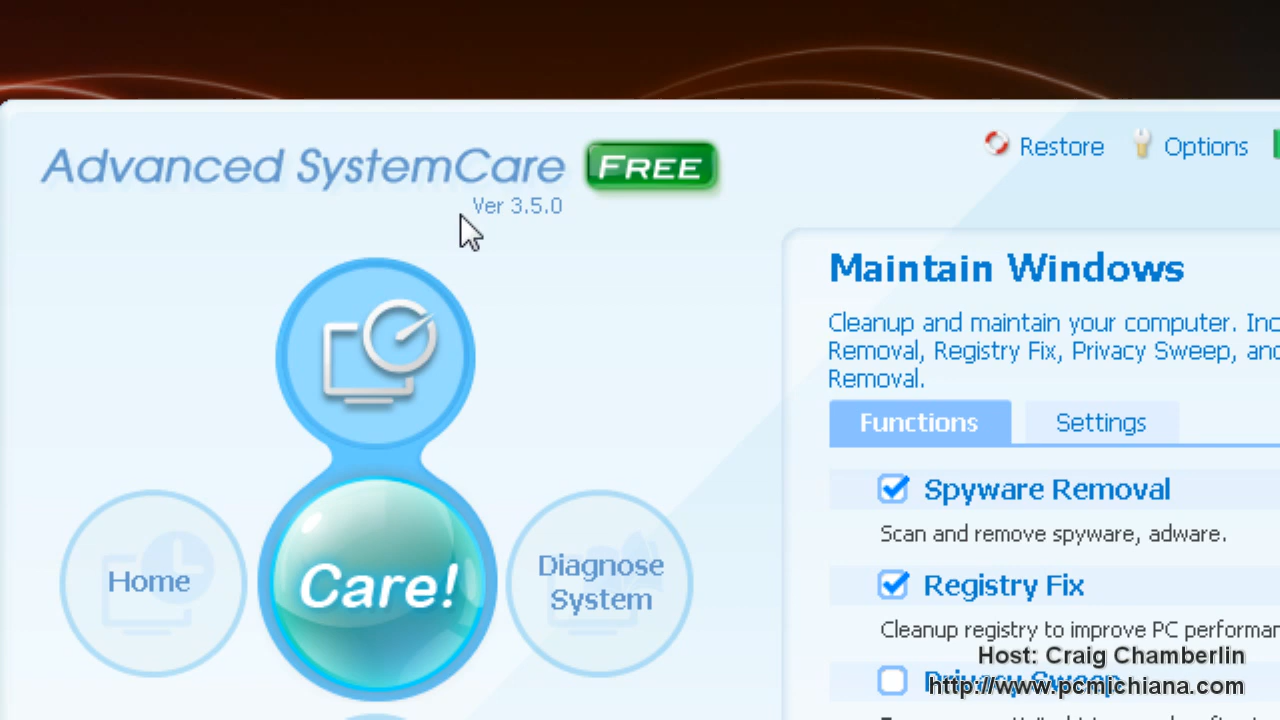 Advanced SystemCare FREE
Ver 3.5.0
Restore Options
Maintain Windows
Cleanup and maintain your computer.
Removal, Registry Fix, Privacy Sweep, and
Removal.
Functions Settings
Spyware Removal
Scan and remove spyware, adware.
Registry Fix
Cleanup registry to improve PC
Privacy Sweep
Home
Care!
Diagnose
System
Host: Craig Chamberlin
http://www.pcmichiana.com